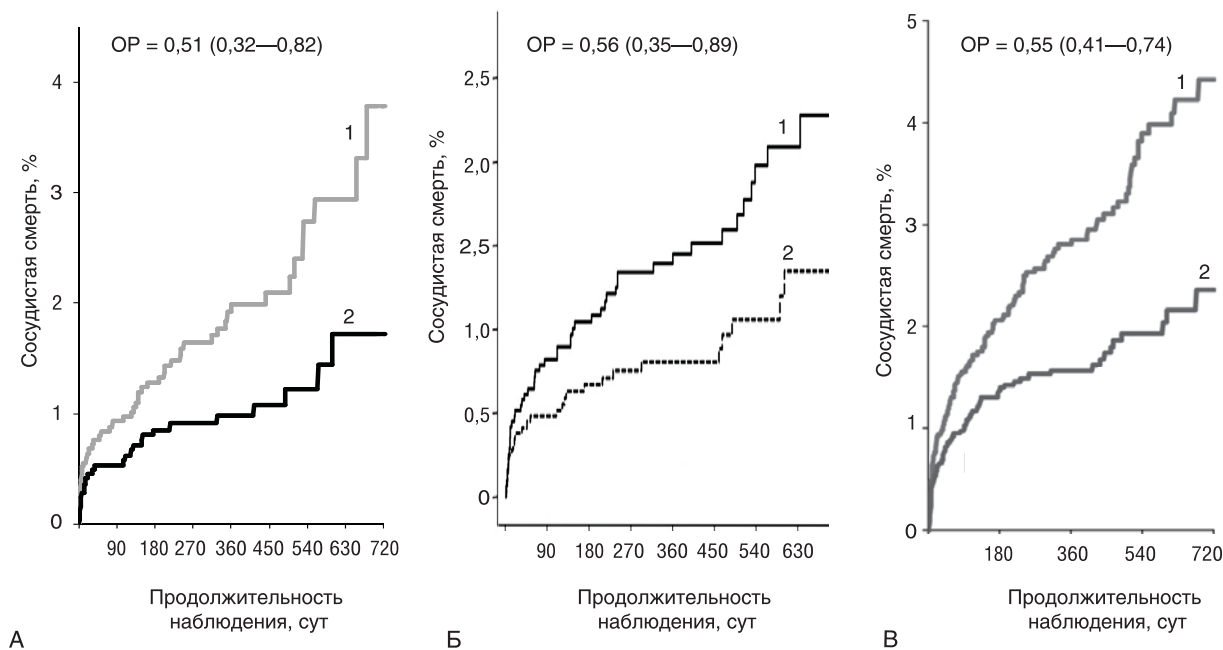 ОР = 0,51 (0,32—0,82)
4
3
2
1
0
Сосудистая смерть, %
1
2
90 180 270 360 450 540 630 720
Продолжительность
наблюдения, сут
А
ОР = 0,56 (0,35—0,89)
2,5
2,0
2,5
1,0
0,5
0
Сосудистая смерть, %
1
2
90 180 270 360 450 540 630
Продолжительность
наблюдения, сут
Б
ОР = 0,55 (0,41—0,74)
5
4
3
2
1
0
Сосудистая смерть, %
1
2
180 360 540 720
Продолжительность
наблюдения, сут
В